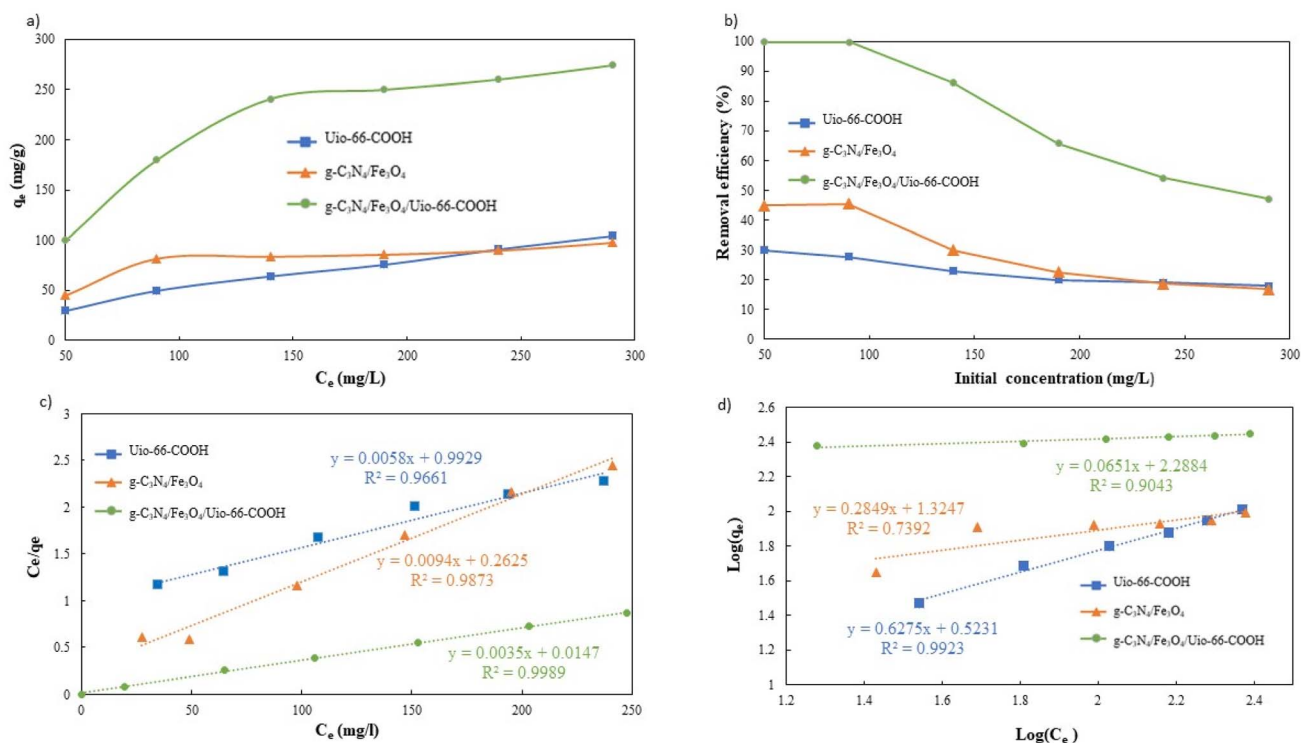 a)
300
250
200
150
100
50
0
qₑ (mg/g)
Uio-66-COOH
g-C₃N₄/Fe₃O₄
g-C₃N₄/Fe₃O₄/Uio-66-COOH
50 100 150 200 250 300
Cₑ (mg/L)
b)
100
90
80
70
60
50
40
30
20
10
0
Removal efficiency (%)
Uio-66-COOH
g-C₃N₄/Fe₃O₄
g-C₃N₄/Fe₃O₄/Uio-66-COOH
50 100 150 200 250 300
Initial concentration (mg/L)
c)
3
2.5
2
1.5
1
0.5
0
Ce/qe
Uio-66-COOH
g-C₃N₄/Fe₃O₄
g-C₃N₄/Fe₃O₄/Uio-66-COOH
y = 0.0058x + 0.9929
R² = 0.9661
y = 0.0094x + 0.2625
R² = 0.9873
y = 0.0035x + 0.0147
R² = 0.9989
0 50 100 150 200 250
Cₑ (mg/l)
d)
2.6
2.4
2.2
2
1.8
1.6
1.4
1.2
1
Log(qₑ)
y = 0.0651x + 2.2884
R² = 0.9043
y = 0.2849x + 1.3247
R² = 0.7392
y = 0.6275x + 0.5231
R² = 0.9923
Uio-66-COOH
g-C₃N₄/Fe₃O₄
g-C₃N₄/Fe₃O₄/Uio-66-COOH
1.2 1.4 1.6 1.8 2 2.2 2.4
Log(Cₑ)